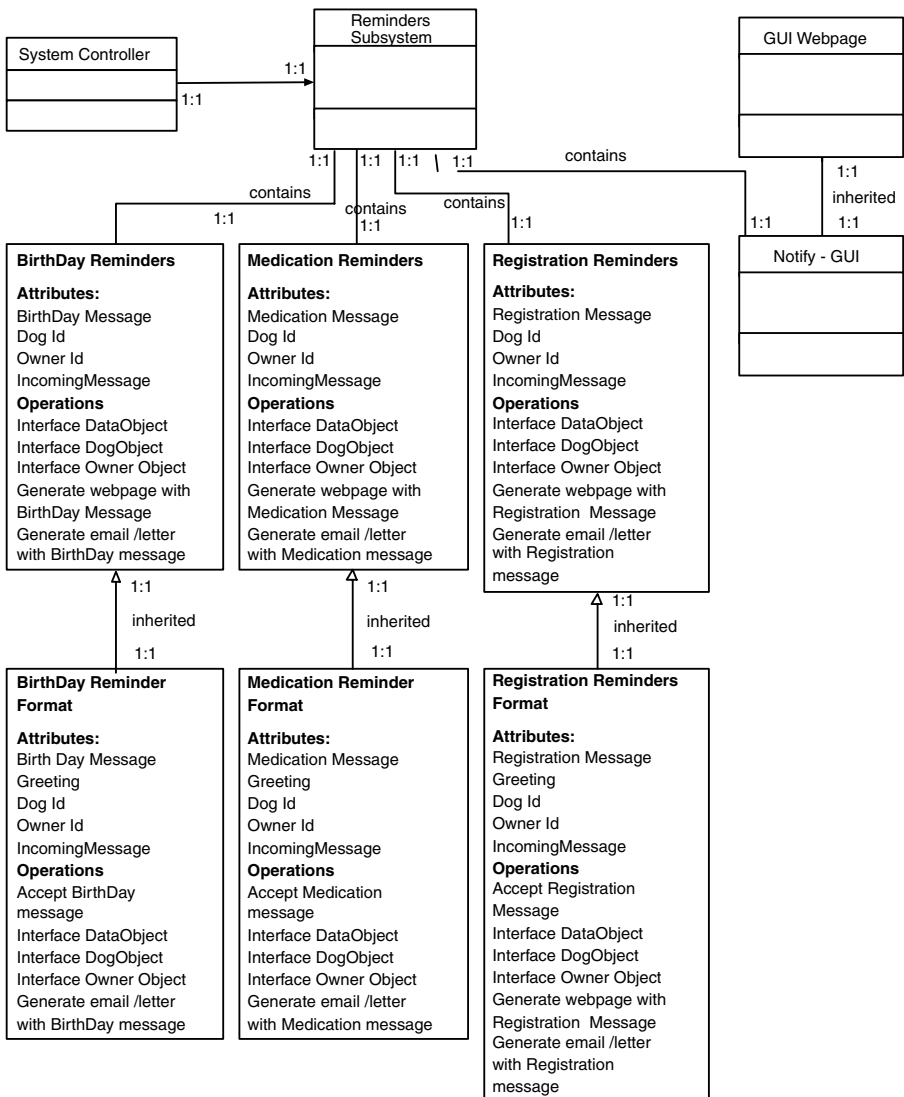 System Controller
Reminders
Subsystem
GUI Webpage
1:1
1:1
1:1
1:1
1:1
1:1
contains
1:1
inherited
1:1
1:1
contains
1:1
contains
1:1
contains
1:1
BirthDay Reminders
Attributes:
BirthDay Message
Dog Id
Owner Id
IncomingMessage
Operations
Interface DataObject
Interface DogObject
Interface Owner Object
Generate webpage with
BirthDay Message
Generate email /letter
with BirthDay message
Medication Reminders
Attributes:
Medication Message
Dog Id
Owner Id
IncomingMessage
Operations
Interface DataObject
Interface DogObject
Interface Owner Object
Generate webpage with
Medication Message
Generate email /letter
with Medication message
Registration Reminders
Attributes:
Registration Message
Dog Id
Owner Id
IncomingMessage
Operations
Interface DataObject
Interface DogObject
Interface Owner Object
Generate webpage with
Registration Message
Generate email /letter
with Registration
message
Notify - GUI
1:1
inherited
1:1
1:1
inherited
1:1
1:1
inherited
1:1
BirthDay Reminder
Format
Attributes:
Birth Day Message
Greeting
Dog Id
Owner Id
IncomingMessage
Operations
Accept BirthDay
message
Interface DataObject
Interface DogObject
Interface Owner Object
Generate email /letter
with BirthDay message
Medication Reminder
Format
Attributes:
Medication Message
Greeting
Dog Id
Owner Id
IncomingMessage
Operations
Accept Medication
message
Interface DataObject
Interface DogObject
Interface Owner Object
Generate email /letter
with Medication message
Registration Reminders
Format
Attributes:
Registration Message
Greeting
Dog Id
Owner Id
IncomingMessage
Operations
Accept Registration
Message
Interface DataObject
Interface DogObject
Interface Owner Object
Generate webpage with
Registration Message
Generate email /letter
with Registration
message